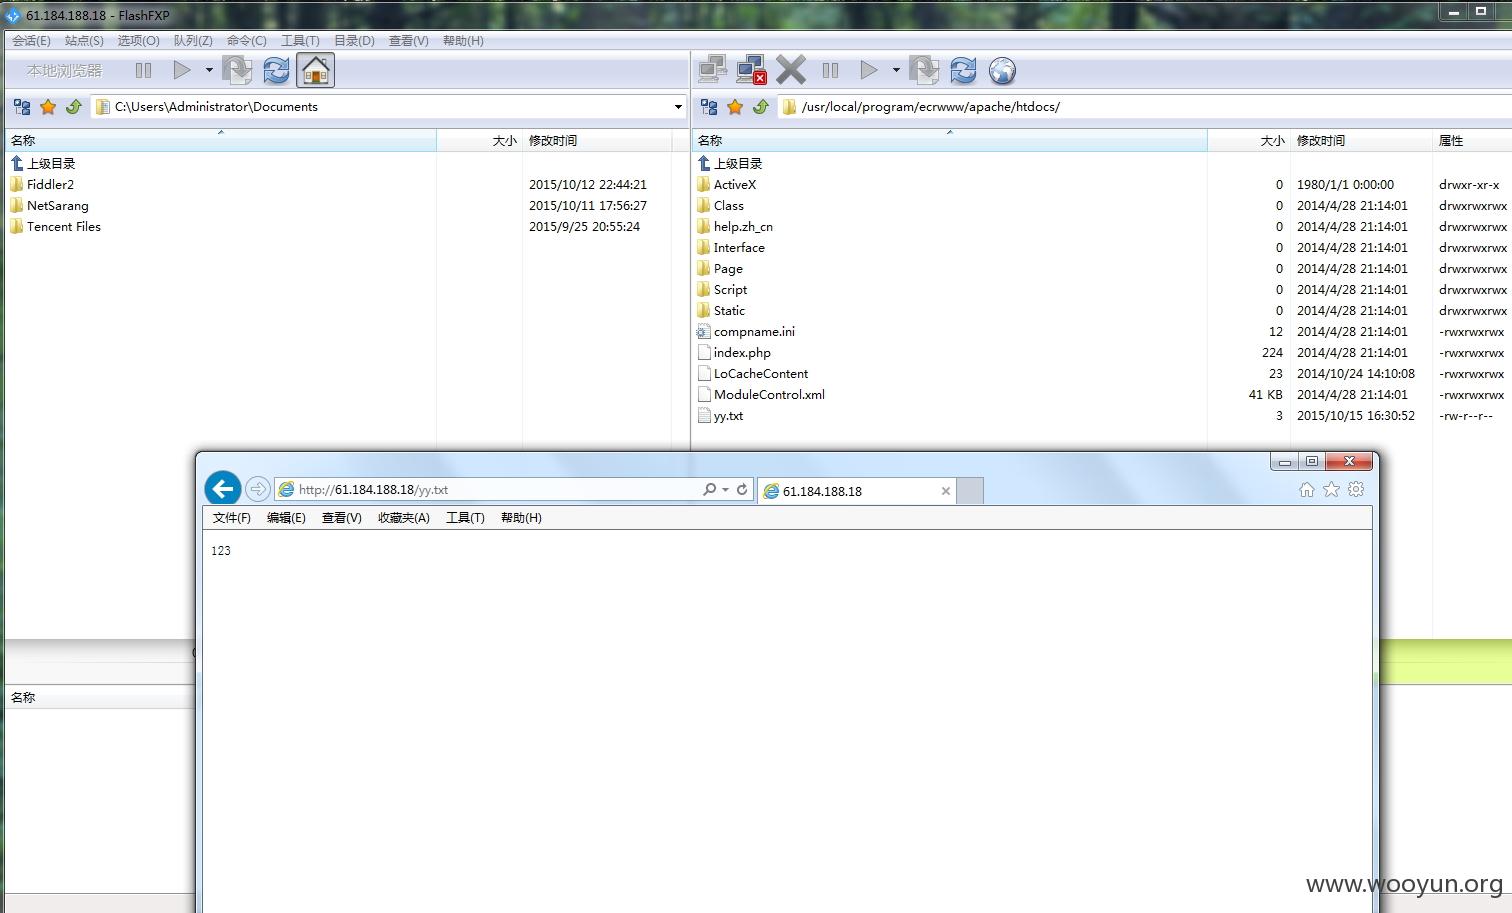 61.184.188.18 - FlashFXP
会话(E) 站点(S) 选项(O) 队列(Z) 命令(C) 工具(T) 目录(D) 查看(V) 帮助(H)
本地浏览器
C:\Users\Administrator\Documents
/usr/local/program/ecrwww/apache/htdocs/
名称 大小 修改时间
上级目录
Fiddler2 2015/10/12 22:44:21
NetSarang 2015/10/11 17:56:27
Tencent Files 2015/9/25 20:55:24
名称 大小 修改时间 属性
上级目录
ActiveX 0 1980/1/1 0:00:00 drwxr-xr-x
Class 0 2014/4/28 21:14:01 drwxrwxrwx
help.zh_cn 0 2014/4/28 21:14:01 drwxrwxrwx
Interface 0 2014/4/28 21:14:01 drwxrwxrwx
Page 0 2014/4/28 21:14:01 drwxrwxrwx
Script 0 2014/4/28 21:14:01 drwxrwxrwx
Static 0 2014/4/28 21:14:01 drwxrwxrwx
compname.ini 12 2014/4/28 21:14:01 -rwxrwxrwx
index.php 224 2014/4/28 21:14:01 -rwxrwxrwx
LoCacheContent 23 2014/10/24 14:10:08 -rwxrwxrwx
ModuleControl.xml 41 KB 2014/4/28 21:14:01 -rwxrwxrwx
yy.txt 3 2015/10/15 16:30:52 -rw-r--r--
http://61.184.188.18/yy.txt
61.184.188.18
文件(F) 编辑(E) 查看(V) 收藏夹(A) 工具(T) 帮助(H)
123
名称
www.wooyun.org